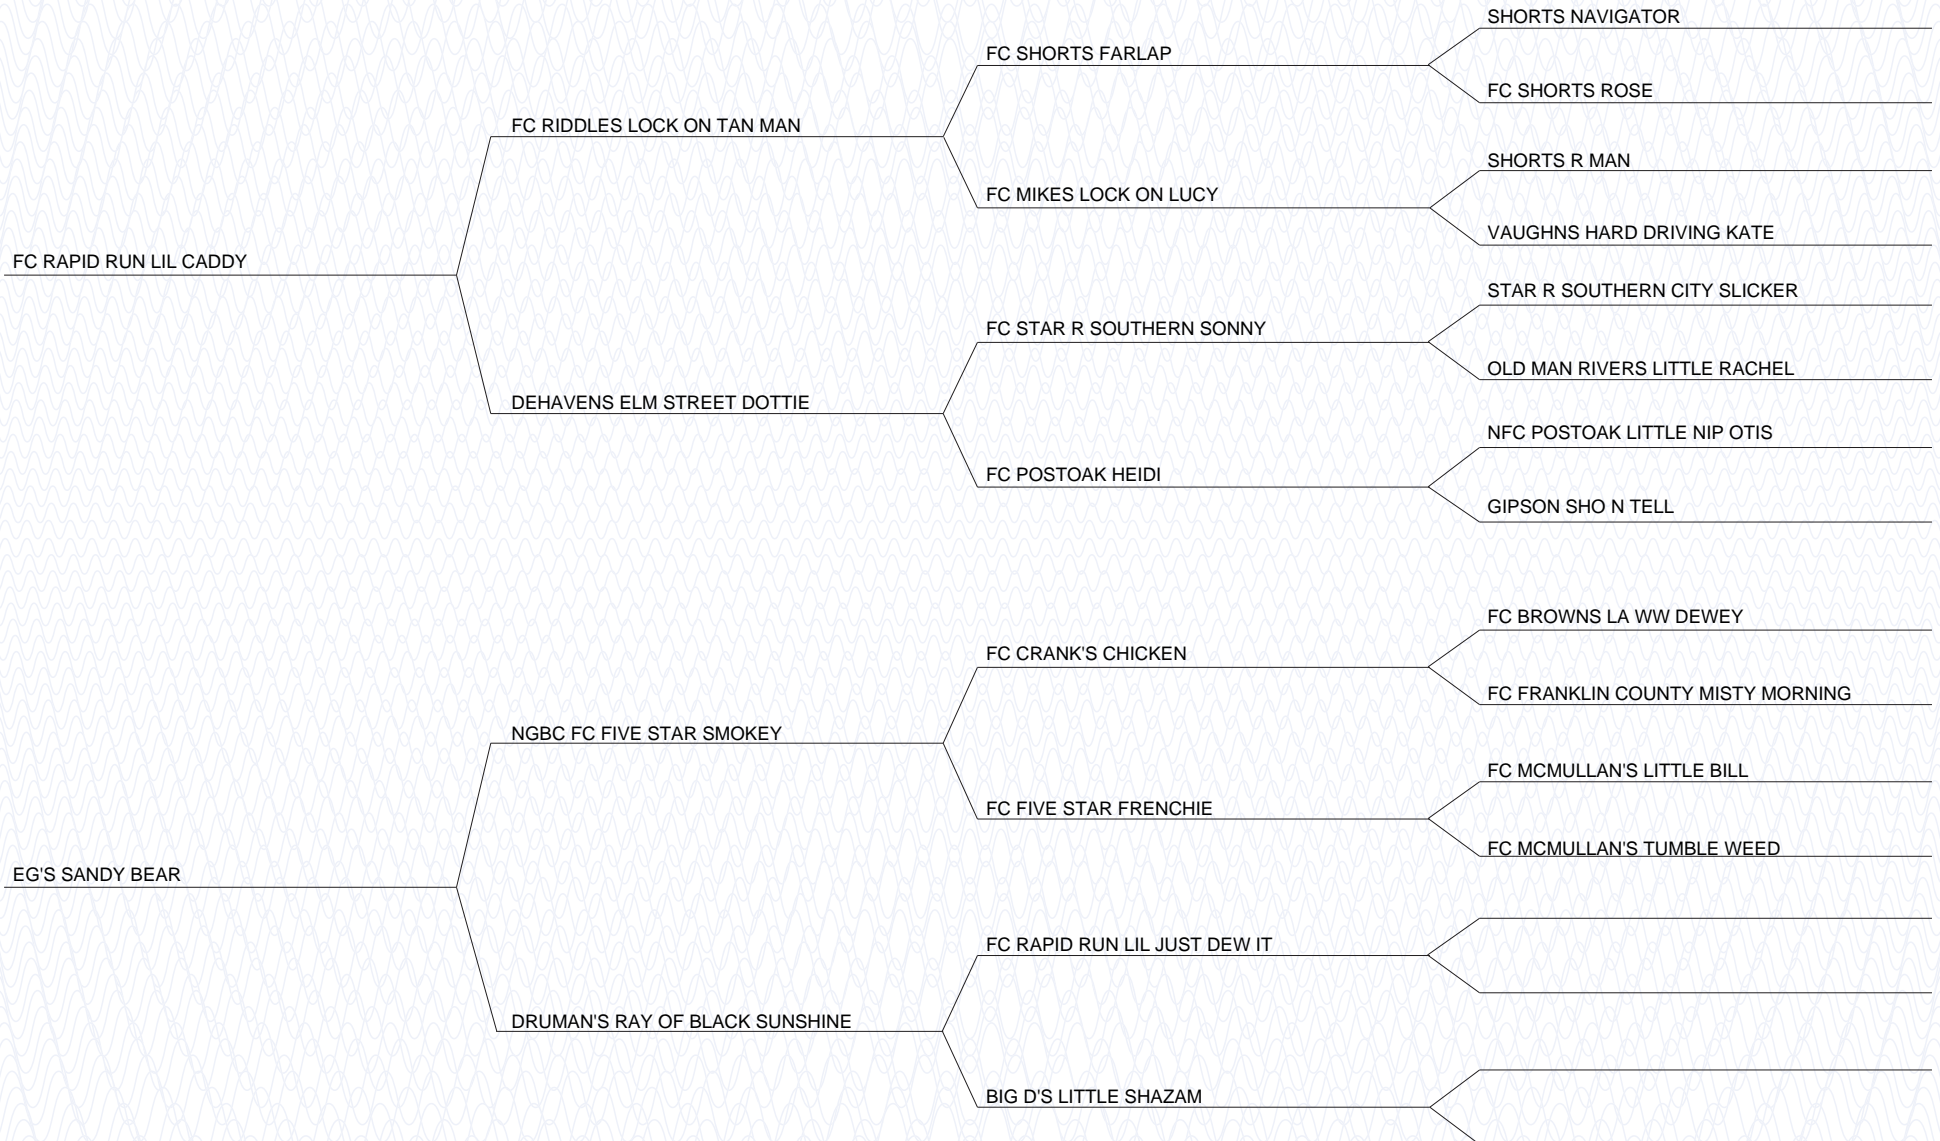 SHORTS NAVIGATOR
FC SHORTS FARLAP
FC SHORTS ROSE
FC RIDDLES LOCK ON TAN MAN
SHORTS R MAN
FC MIKES LOCK ON LUCY
VAUGHNS HARD DRIVING KATE
FC RAPID RUN LIL CADDY
STAR R SOUTHERN CITY SLICKER
FC STAR R SOUTHERN SONNY
OLD MAN RIVERS LITTLE RACHEL
DEHAVENS ELM STREET DOTTIE
NFC POSTOAK LITTLE NIP OTIS
FC POSTOAK HEIDI
GIPSON SHO N TELL
FC BROWNS LA WW DEWEY
FC CRANK'S CHICKEN
FC FRANKLIN COUNTY MISTY MORNING
NGBC FC FIVE STAR SMOKEY
FC MCMULLAN'S LITTLE BILL
FC FIVE STAR FRENCHIE
FC MCMULLAN'S TUMBLE WEED
EG'S SANDY BEAR
FC RAPID RUN LIL JUST DEW IT
DRUMAN'S RAY OF BLACK SUNSHINE
BIG D'S LITTLE SHAZAM